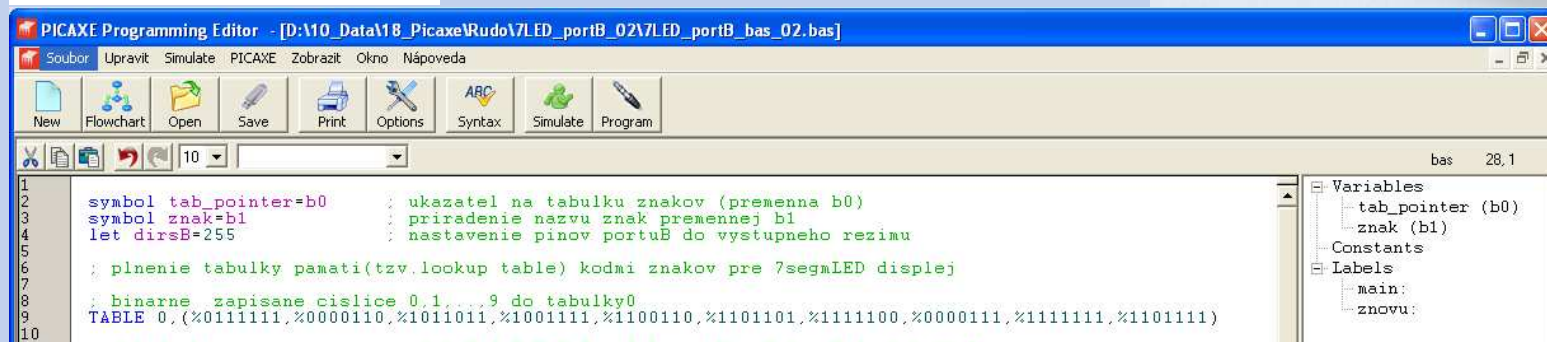 PICAXE Programming Editor - [D:\10_Data\18_Picaxe\Rudo\7LED_portB_02\7LED_portB_bas_02.bas]
Soubor Upravit Simulate PICAXE Zobrazit Okno Nápoveda
New Flowchart Open Save Print Options Syntax Simulate Program
ABC
10
bas 28,1
1
2 symbol tab_pointer=b0 ; ukazatel na tabulku znakov (premenna b0)
3 symbol znak=b1 ; priradenie nazvu znak premennej b1
4 let dirsB=255 ; nastavenie pinov portuB do vystupneho rezimu
5
6 ; plnenie tabulky pamati(tzv.lookup table) kodmi znakov pre 7segmLED displej
7
8 ; binarne zapisane cislice 0,1,..,9 do tabulky0
9 TABLE 0,(%0111111,%0000110,%1011011,%1001111,%1100110,%1101101,%1111100,%0000111,%1111111,%1101111)
10
Variables
tab_pointer (b0)
znak (b1)
Constants
Labels
main:
znovu: